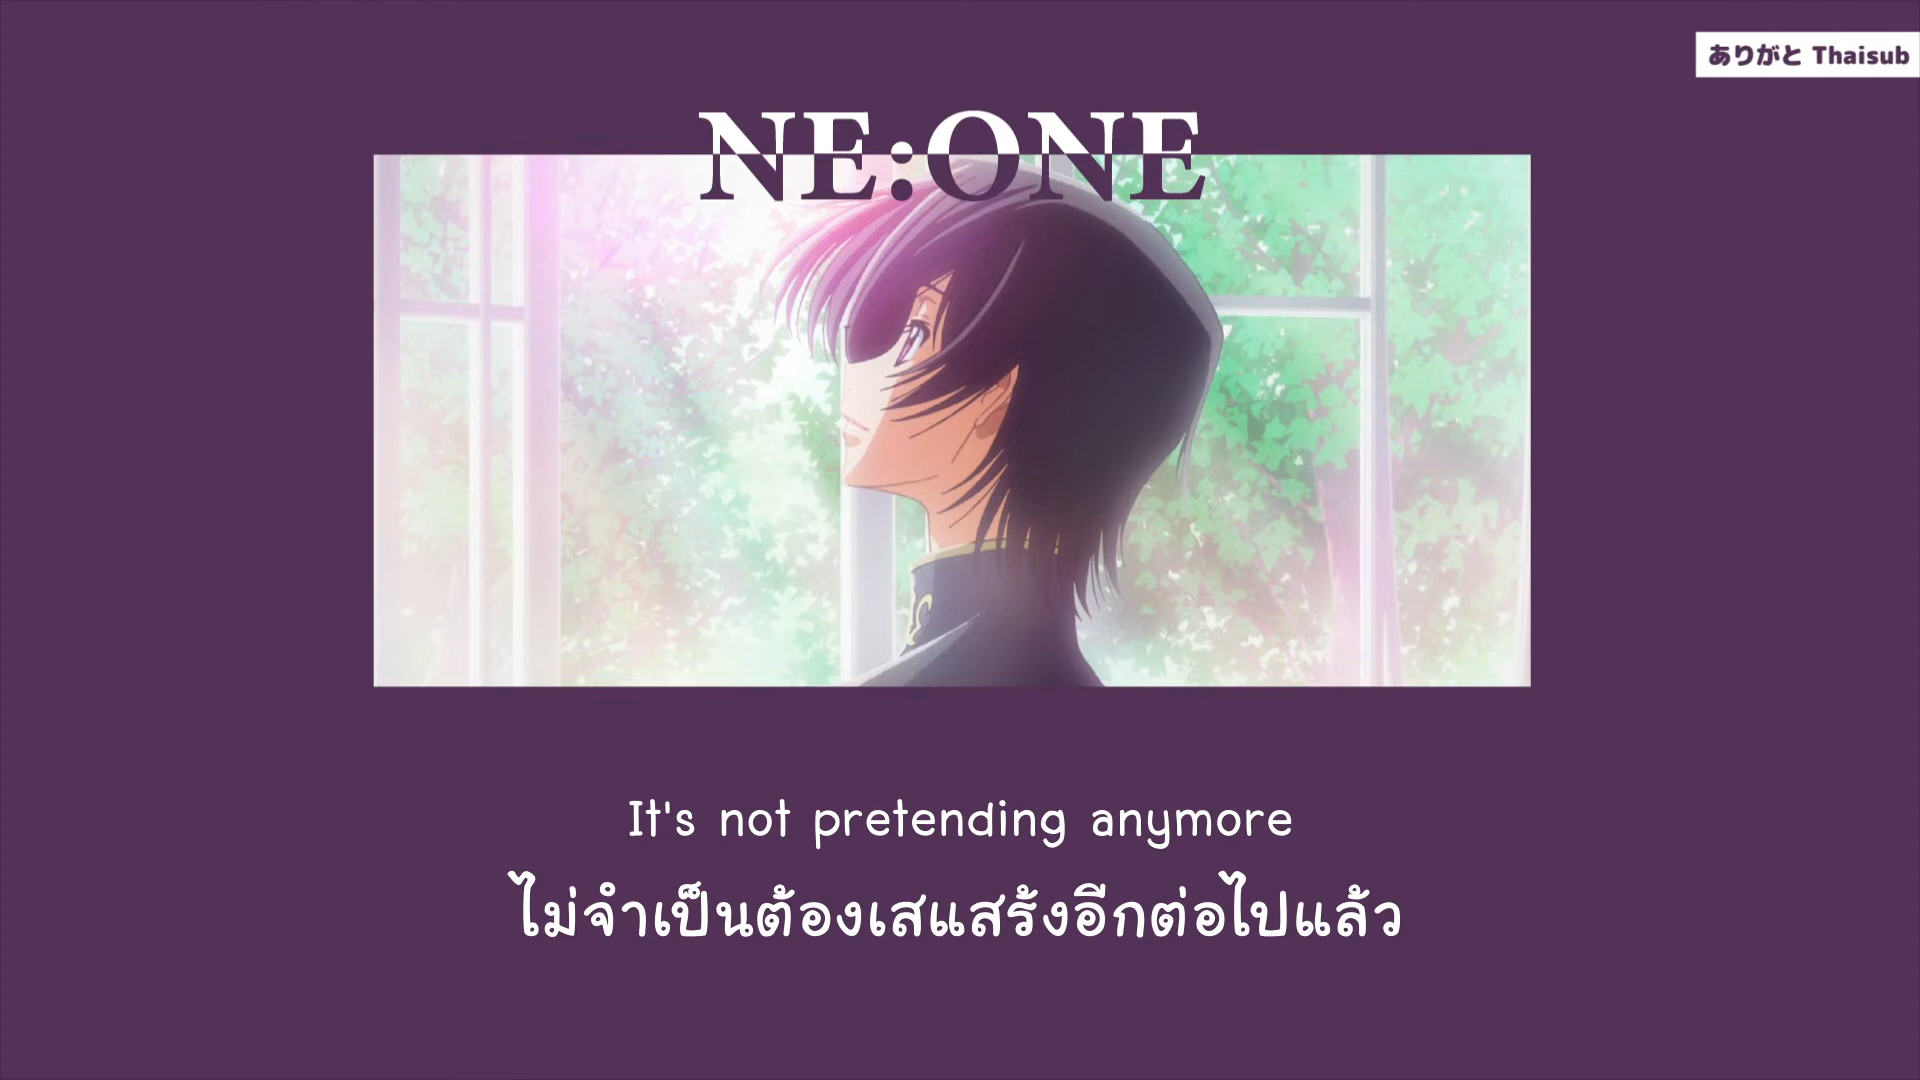 ありがと Thaisub
NE:ONE
It's not pretending anymore
ไม่จำเป็นต้องเสแสร้งอีกต่อไปแล้ว